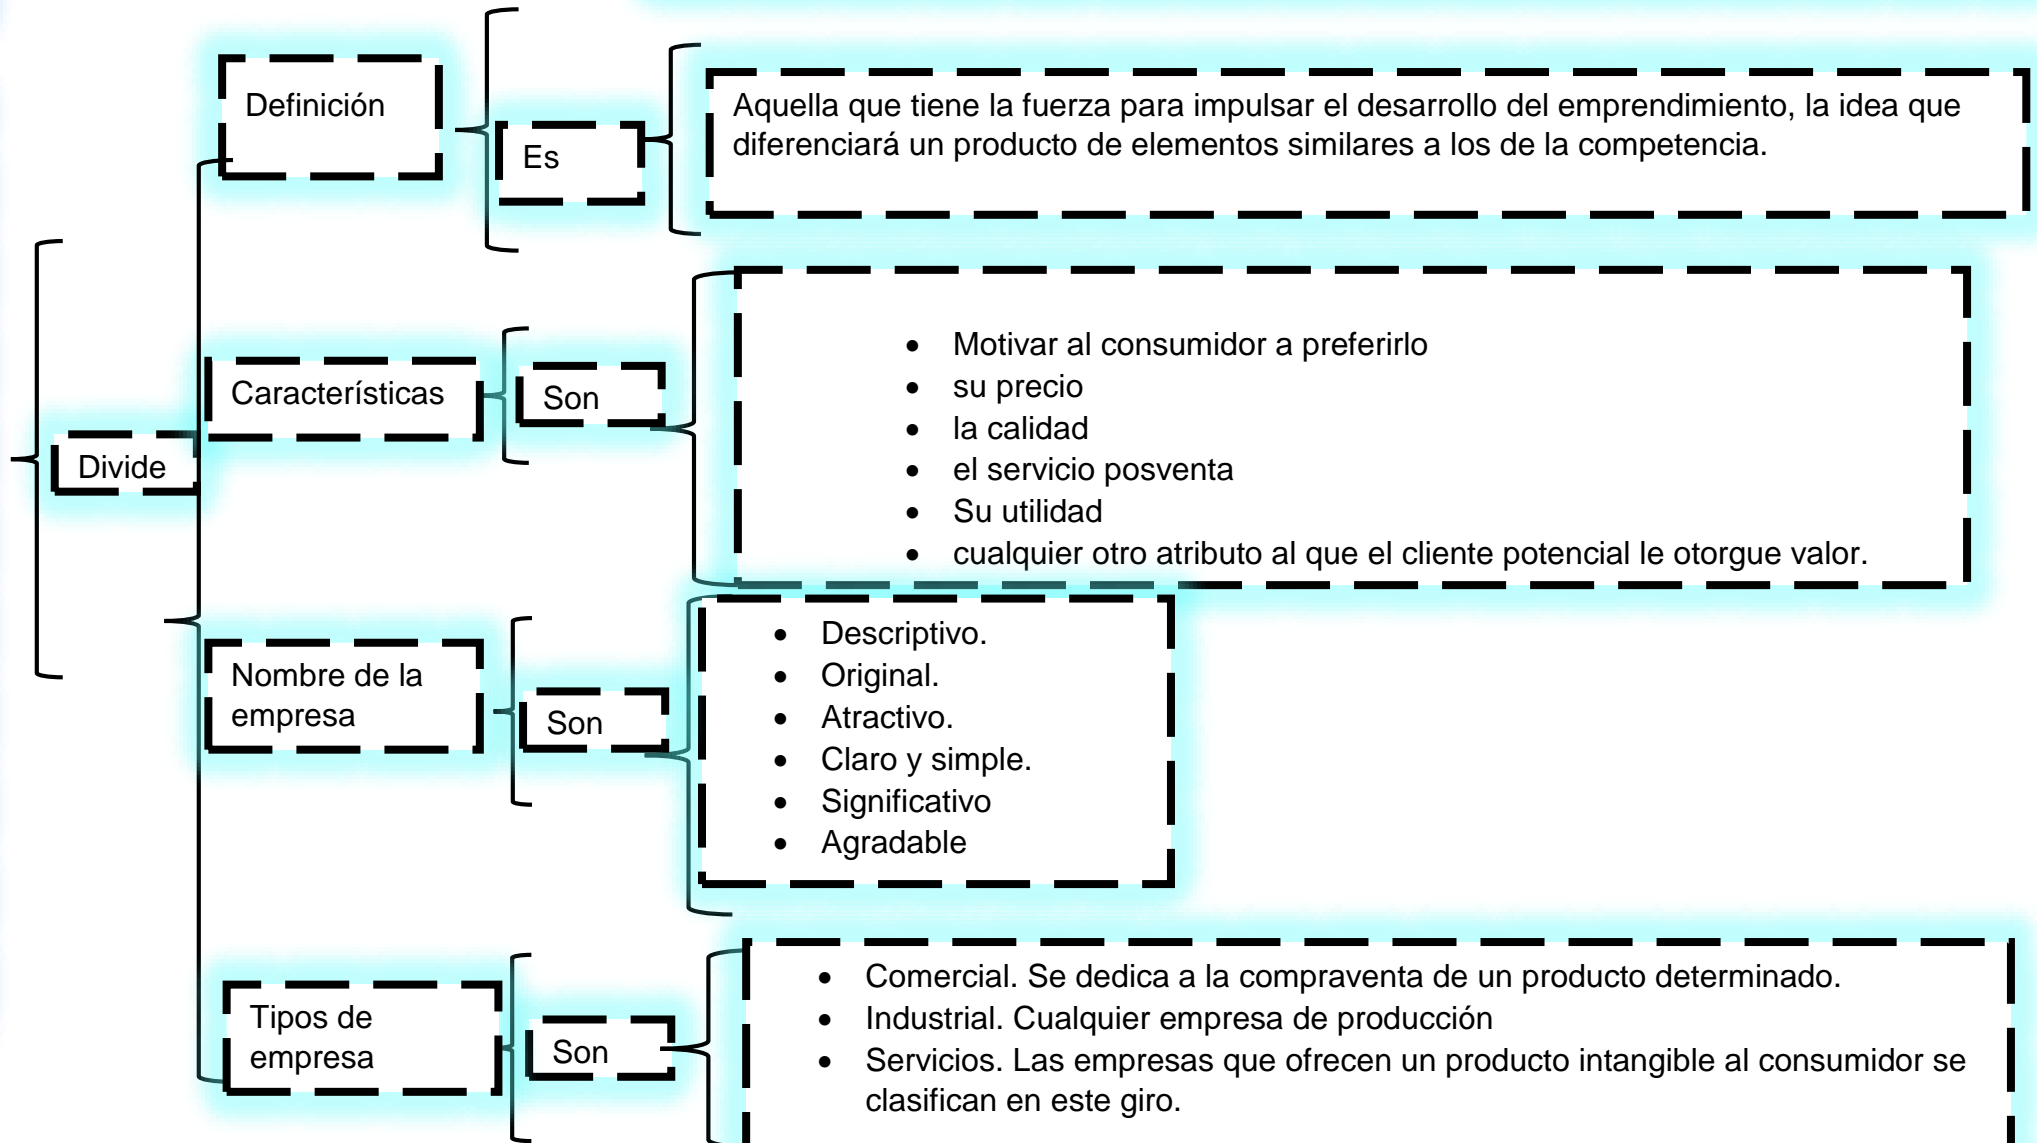 Divide
Definición
Es
Aquella que tiene la fuerza para impulsar el desarrollo del emprendimiento, la idea que
diferenciará un producto de elementos similares a los de la competencia.
Características
Son
• Motivar al consumidor a preferirlo
• su precio
• la calidad
• el servicio posventa
• Su utilidad
• cualquier otro atributo al que el cliente potencial le otorgue valor.
Nombre de la
empresa
Son
• Descriptivo.
• Original.
• Atractivo.
• Claro y simple.
• Significativo
• Agradable
Tipos de
empresa
Son
• Comercial. Se dedica a la compraventa de un producto determinado.
• Industrial. Cualquier empresa de producción
• Servicios. Las empresas que ofrecen un producto intangible al consumidor se
clasifican en este giro.